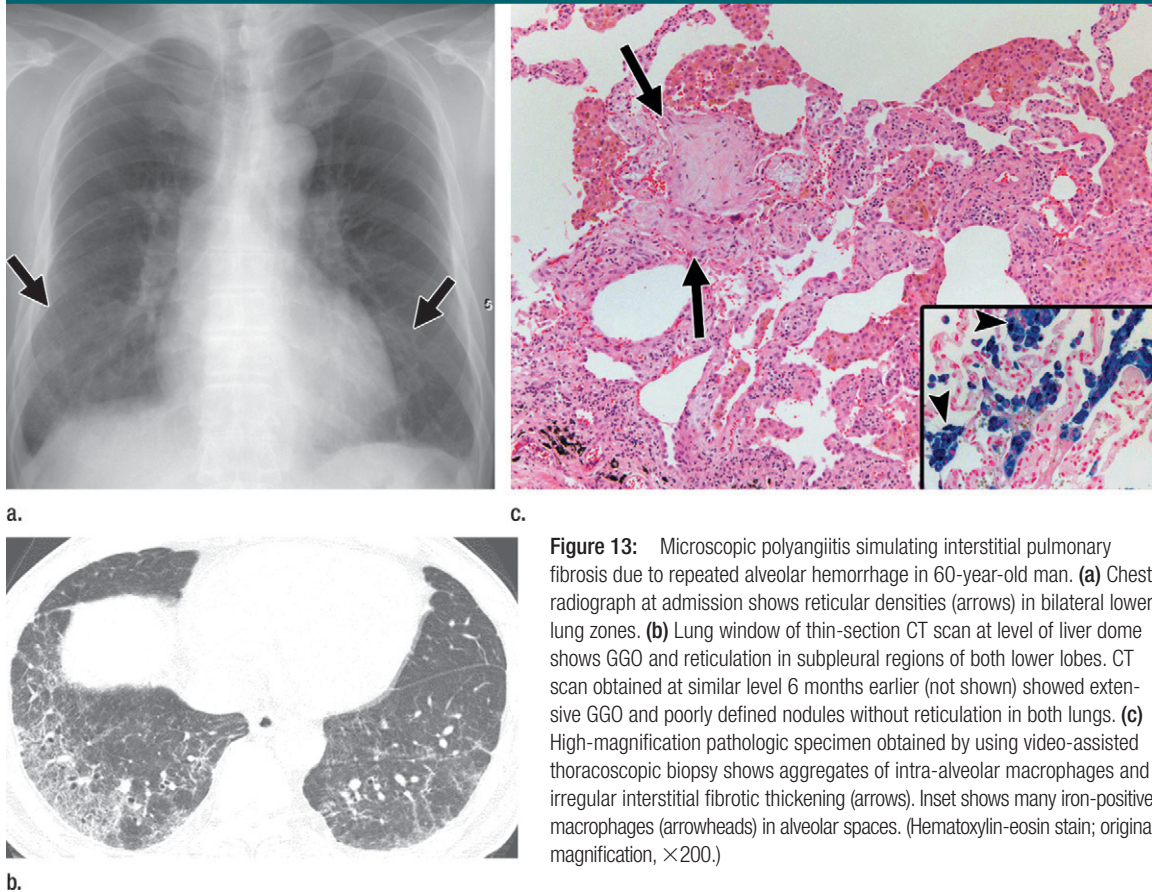 5
a.
c.
b.
Figure 13: Microscopic polyangiitis simulating interstitial pulmonary
fibrosis due to repeated alveolar hemorrhage in 60-year-old man. (a) Chest
radiograph at admission shows reticular densities (arrows) in bilateral lower
lung zones. (b) Lung window of thin-section CT scan at level of liver dome
shows GGO and reticulation in subpleural regions of both lower lobes. CT
scan obtained at similar level 6 months earlier (not shown) showed exten-
sive GGO and poorly defined nodules without reticulation in both lungs. (c)
High-magnification pathologic specimen obtained by using video-assisted
thoracoscopic biopsy shows aggregates of intra-alveolar macrophages and
irregular interstitial fibrotic thickening (arrows). Inset shows many iron-positive
macrophages (arrowheads) in alveolar spaces. (Hematoxylin-eosin stain; origina
magnification, ×200.)